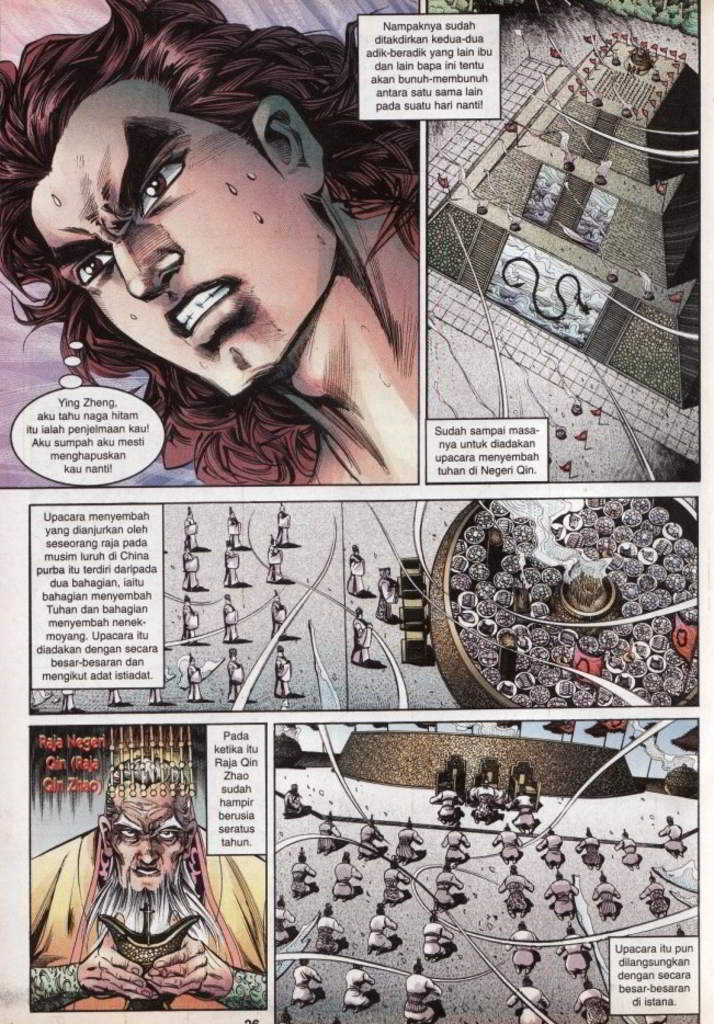 Nampaknya sudah
ditakdirkan kedua-dua
adik-beradik yang lain ibu
dan lain bapa ini tentu
akan bunuh-membunuh
antara satu sama lain
pada suatu hari nanti!
Ying Zheng,
aku tahu naga hitam
itu ialah penjelmaan kau!
Aku sumpah aku mesti
menghapuskan
kau nanti!
Sudah sampai masa-
nya untuk diadakan
upacara menyembah
tuhan di Negeri Qin.
Upacara menyembah
yang dianjurkan oleh
seseorang raja pada
musim luruh di China
purba itu terdiri daripada
dua bahagian, iaitu
bahagian menyembah
Tuhan dan bahagian
menyembah nenek-
moyang. Upacara itu
diadakan dengan secara
besar-besaran dan
mengikut adat istiadat.
Raja Negeri
Qin (Raja
Qin Zhao)
Pada
ketika itu
Raja Qin
Zhao
sudah
hampir
berusia
seratus
tahun.
Upacara itu pun
dilangsungkan
dengan secara
besar-besaran
di istana.
26